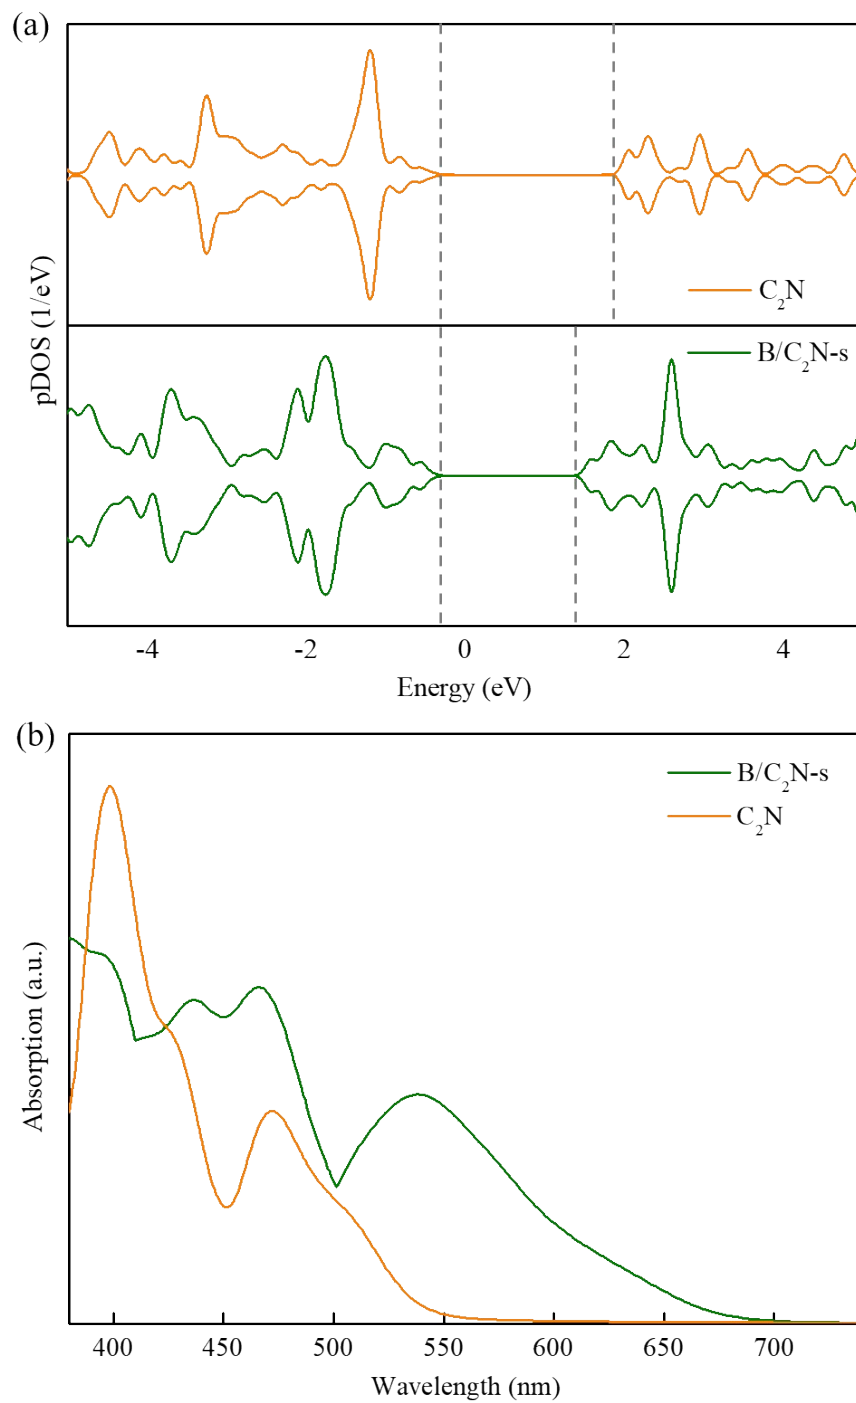 (a)
pDOS (1/eV)
C₂N
B/C₂N-s
-4 -2 0 2 4
Energy (eV)
(b)
B/C₂N-s
C₂N
Absorption (a.u.)
400 450 500 550 600 650 700
Wavelength (nm)